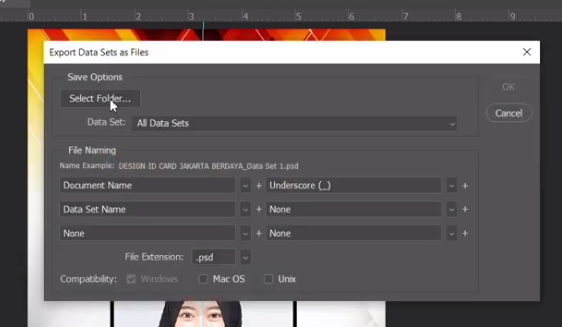 0 1 2 3 4 5 6 7 8 9
Export Data Sets as Files
Save Options
Select Folder...
OK
Data Set: All Data Sets
Cancel
File Naming
Name Example: DESIGN ID CARD JAKARTA BERDAYA_Data Set 1.psd
Document Name + Underscore (_) +
Data Set Name + None +
None + None +
File Extension: .psd
Compatibility: Windows Mac OS Unix